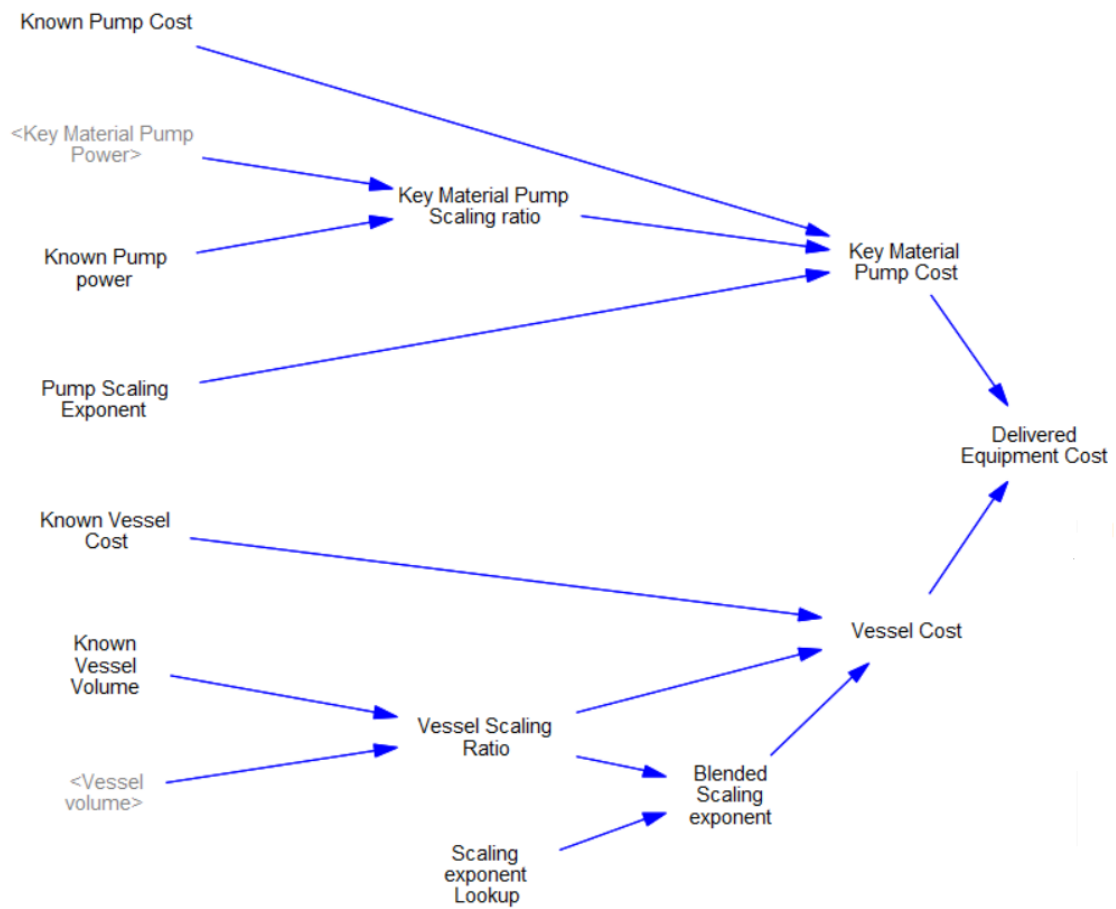 Known Pump Cost
<Key Material Pump
Power>
Key Material Pump
Scaling ratio
Known Pump
power
Key Material
Pump Cost
Pump Scaling
Exponent
Delivered
Equipment Cost
Known Vessel
Cost
Vessel Cost
Known
Vessel
Volume
Vessel Scaling
Ratio
<Vessel
volume>
Blended
Scaling
exponent
Scaling
exponent
Lookup